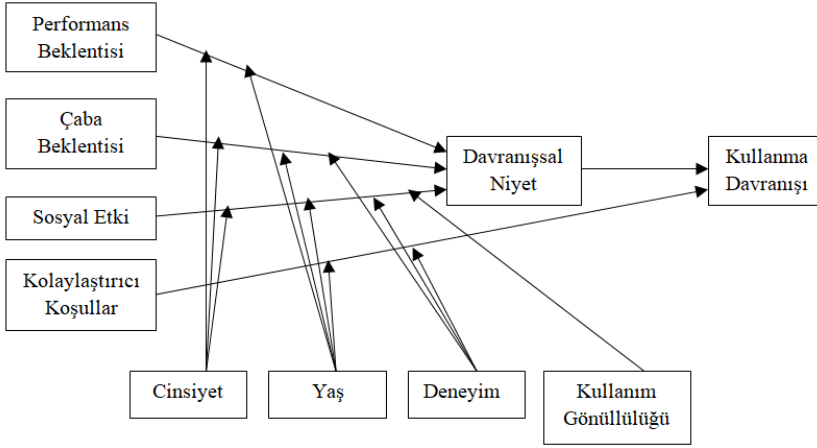 Performans
Beklentisi
Çaba
Beklentisi
Davranışsal
Niyet
Kullanma
Davranışı
Sosyal Etki
Kolaylaştırıcı
Koşullar
Cinsiyet
Yaş
Deneyim
Kullanım
Gönüllülüğü